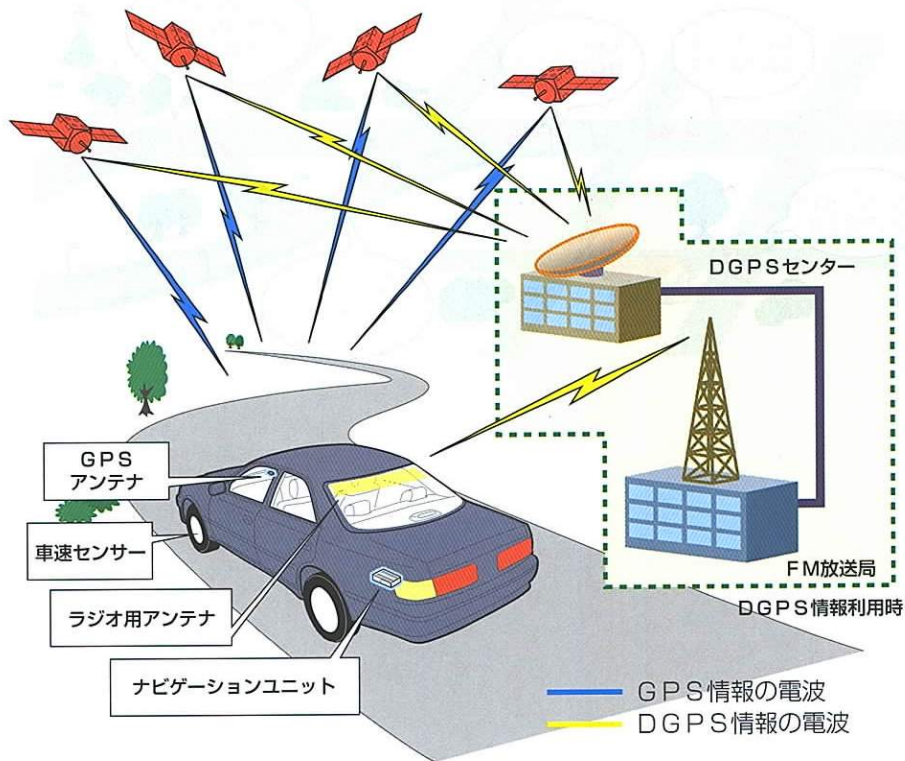 DGPSセンター
GPS
アンテナ
車速センサー
ラジオ用アンテナ
ナビゲーションユニット
FM放送局
DGPS情報利用時
GPS情報の電波
DGPS情報の電波